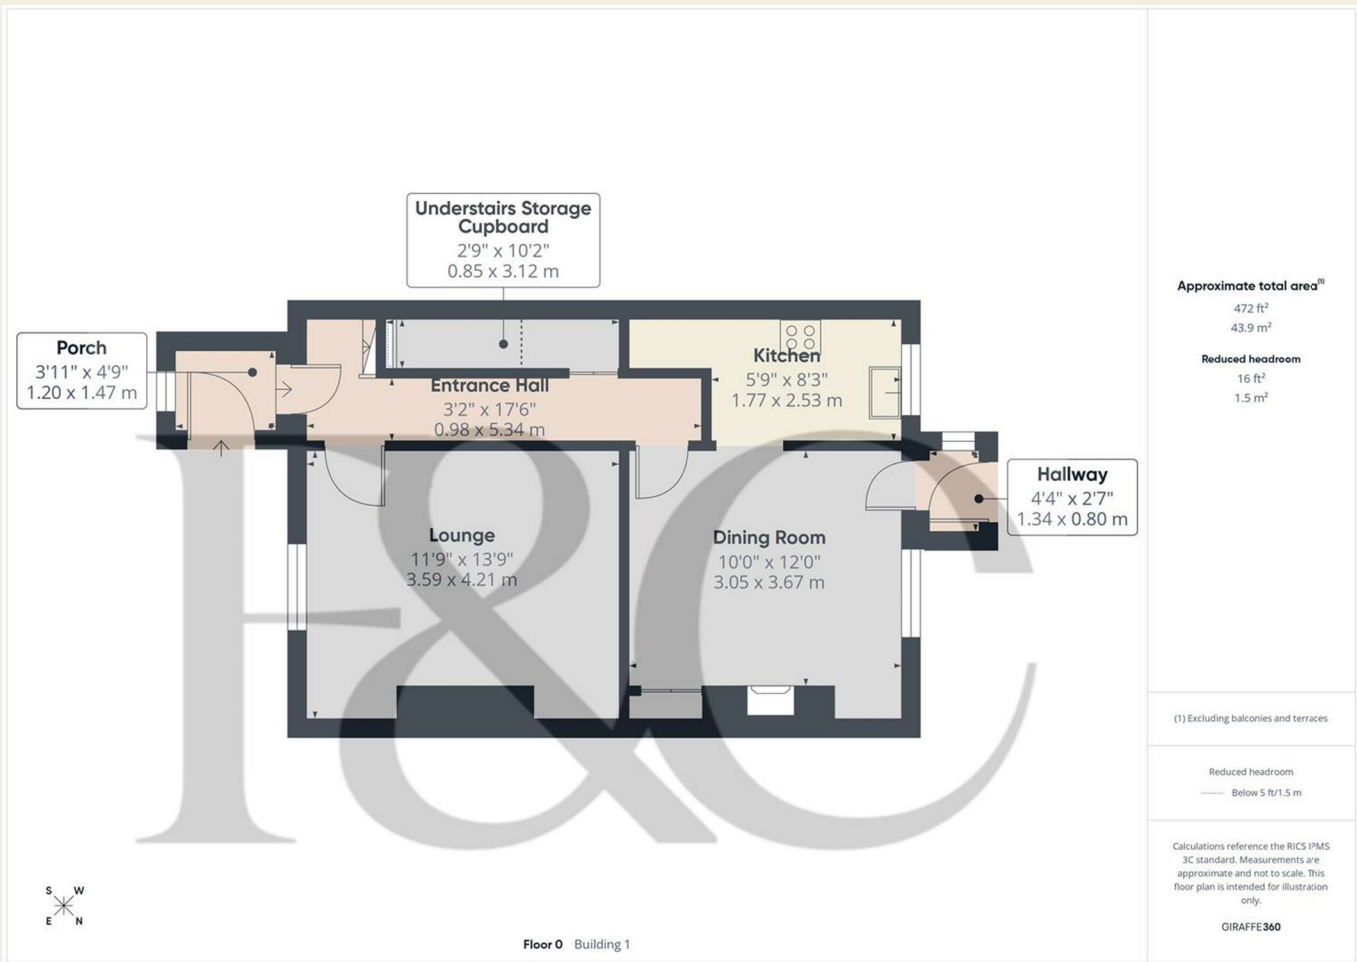 Understairs Storage
Cupboard
2'9" x 10'2"
0.85 x 3.12 m
Porch
3'11" x 4'9"
1.20 x 1.47 m
Kitchen
5'9" x 8'3"
1.77 x 2.53 m
Entrance Hall
3'2" x 17'6"
0.98 x 5.34 m
Hallway
4'4" x 2'7"
1.34 x 0.80 m
Lounge
11'9" x 13'9"
3.59 x 4.21 m
Dining Room
10'0" x 12'0"
3.05 x 3.67 m
F&C
S W
E N
Floor 0 Building 1
Approximate total area(1)
472 ft²
43.9 m²
Reduced headroom
16 ft²
1.5 m²
(1) Excluding balconies and terraces
Reduced headroom
Below 5 ft/1.5 m
Calculations reference the RICS IPMS
3C standard. Measurements are
approximate and not to scale. This
floor plan is intended for illustration
only.
GIRAFFE360